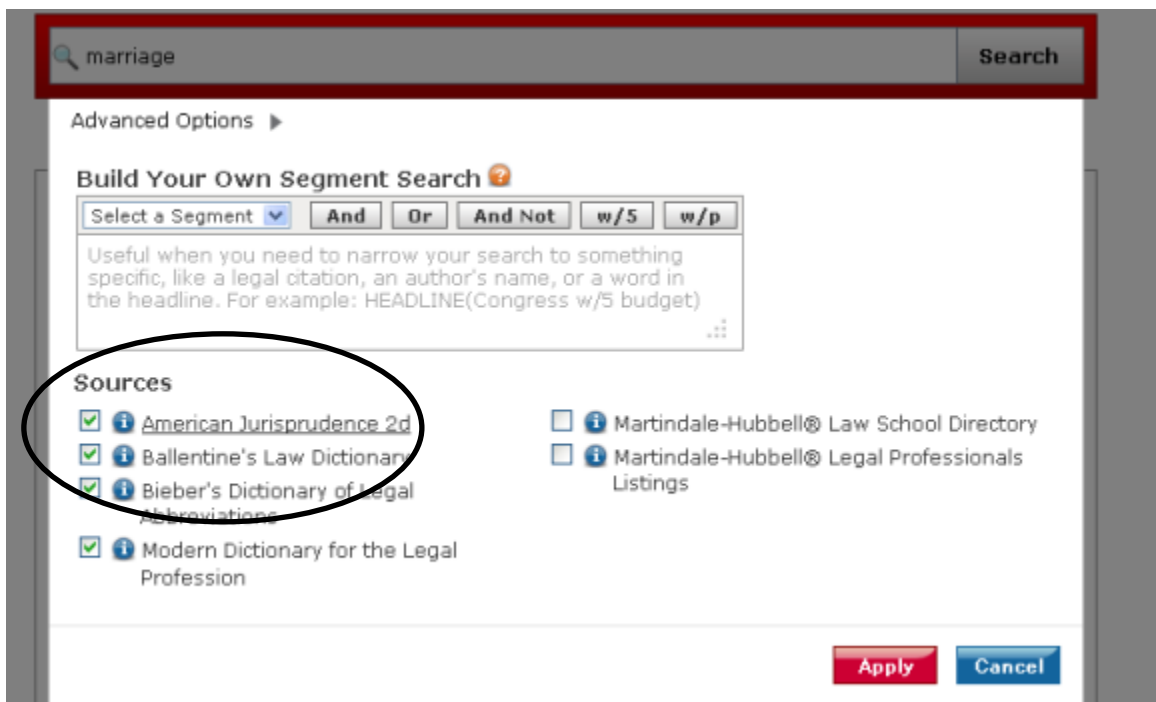 marriage Search
Advanced Options
Build Your Own Segment Search
Select a Segment And Or And Not w/5 w/p
Useful when you need to narrow your search to something
specific, like a legal citation, an author's name, or a word in
the headline. For example: HEADLINE(Congress w/5 budget)
Sources
American Jurisprudence 2d
Ballentine's Law Dictionary
Bieber's Dictionary of Legal
Abbreviations
Modern Dictionary for the Legal
Profession
Martindale-Hubbell® Law School Directory
Martindale-Hubbell® Legal Professionals
Listings
Apply Cancel